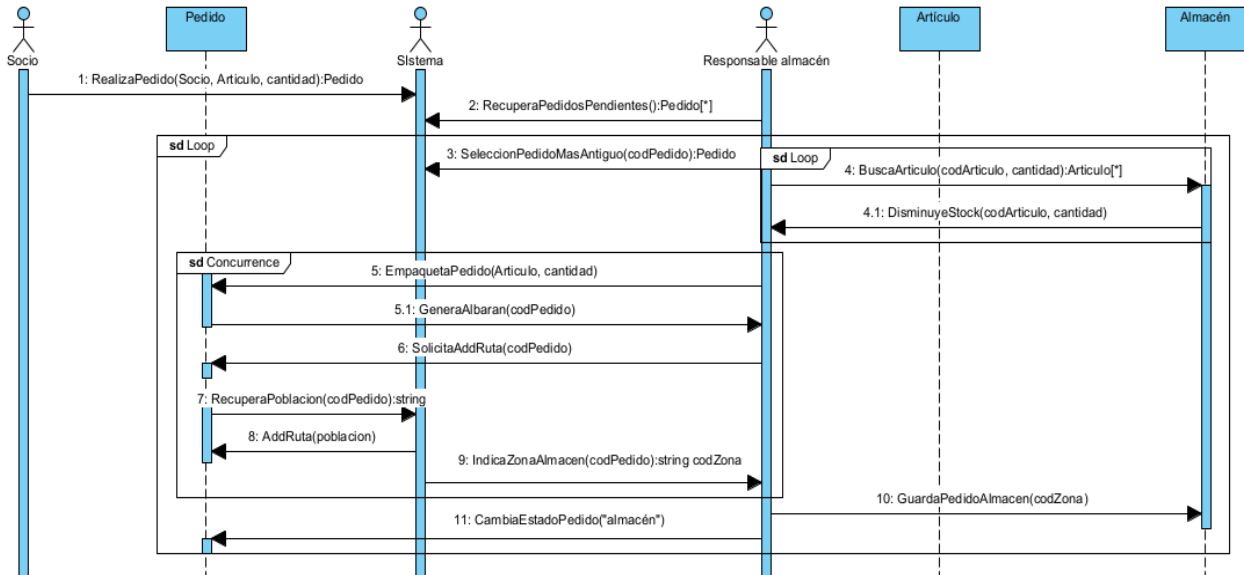 Pedido
Artículo
Almacén
Socio
SIstema
Responsable almacén
1: RealizaPedido(Socio, Articulo, cantidad):Pedido
2: RecuperaPedidosPendientes():Pedido[*]
sd Loop
3: SeleccionPedidoMasAntiguo(codPedido):Pedido
sd Loop
4: BuscaArticulo(codArticulo, cantidad):Articulo[*]
4.1: DisminuyeStock(codArticulo, cantidad)
sd Concurrence
5: EmpaquetaPedido(Articulo, cantidad)
5.1: GeneraAlbaran(codPedido)
6: SolicitaAddRuta(codPedido)
7: RecuperaPoblacion(codPedido):string
8: AddRuta(poblacion)
9: IndicaZonaAlmacen(codPedido):string codZona
10: GuardaPedidoAlmacen(codZona)
11: CambiaEstadoPedido("almacén")